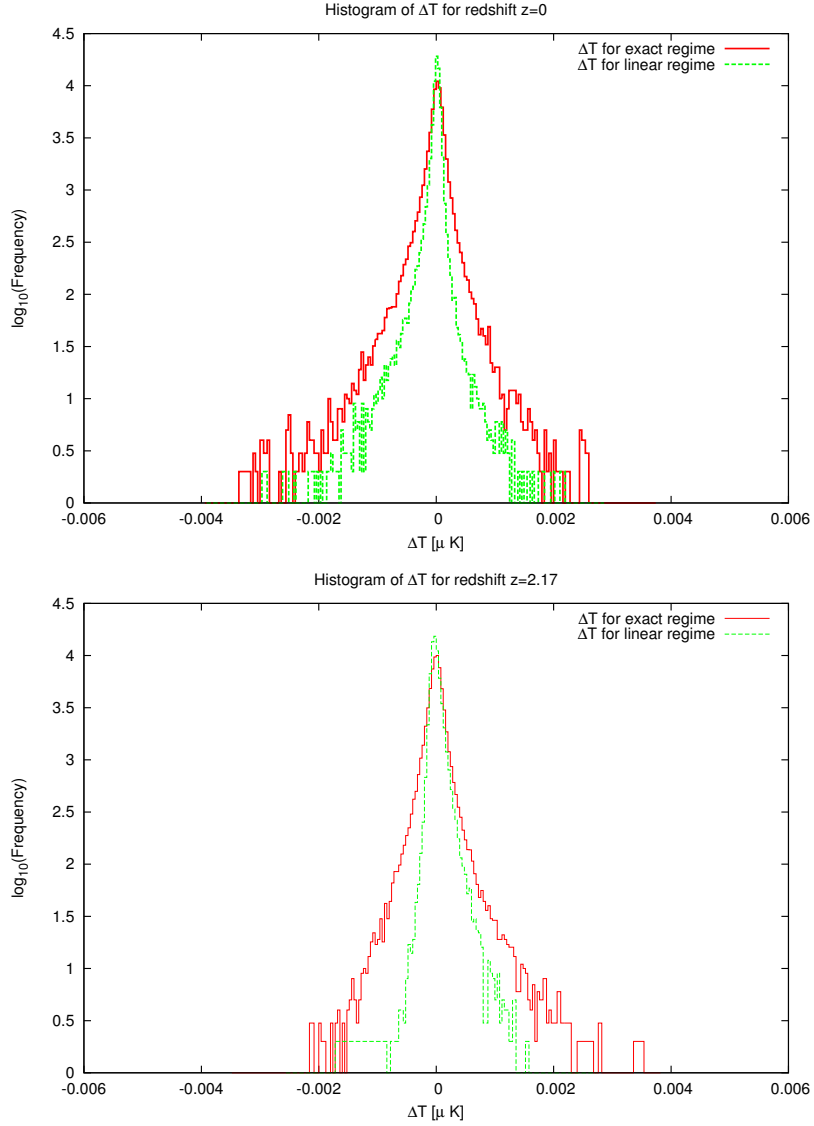 Histogram of ΔT for redshift z=0
4.5
4
3.5
3
2.5
2
1.5
1
0.5
0
log10(Frequency)
ΔT for exact regime
ΔT for linear regime
-0.006 -0.004 -0.002 0 0.002 0.004 0.006
ΔT [μ K]
Histogram of ΔT for redshift z=2.17
4.5
4
3.5
3
2.5
2
1.5
1
0.5
0
log10(Frequency)
ΔT for exact regime
ΔT for linear regime
-0.006 -0.004 -0.002 0 0.002 0.004 0.006
ΔT [μ K]